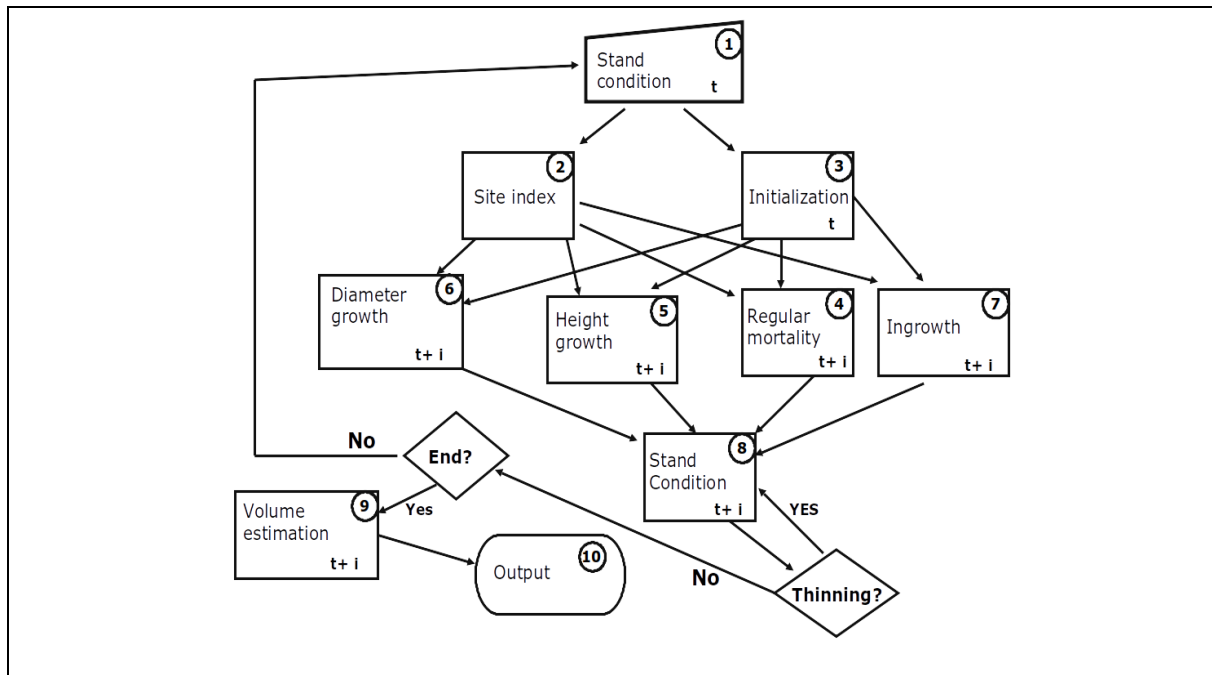 1
Stand
condition
t
2
Site index
3
Initialization
t
6
Diameter
growth
t+ i
5
Height
growth
t+ i
4
Regular
mortality
t+ i
7
Ingrowth
t+ i
8
Stand
Condition
t+ i
No
End?
Yes
9
Volume
estimation
t+ i
10
Output
YES
No
Thinning?